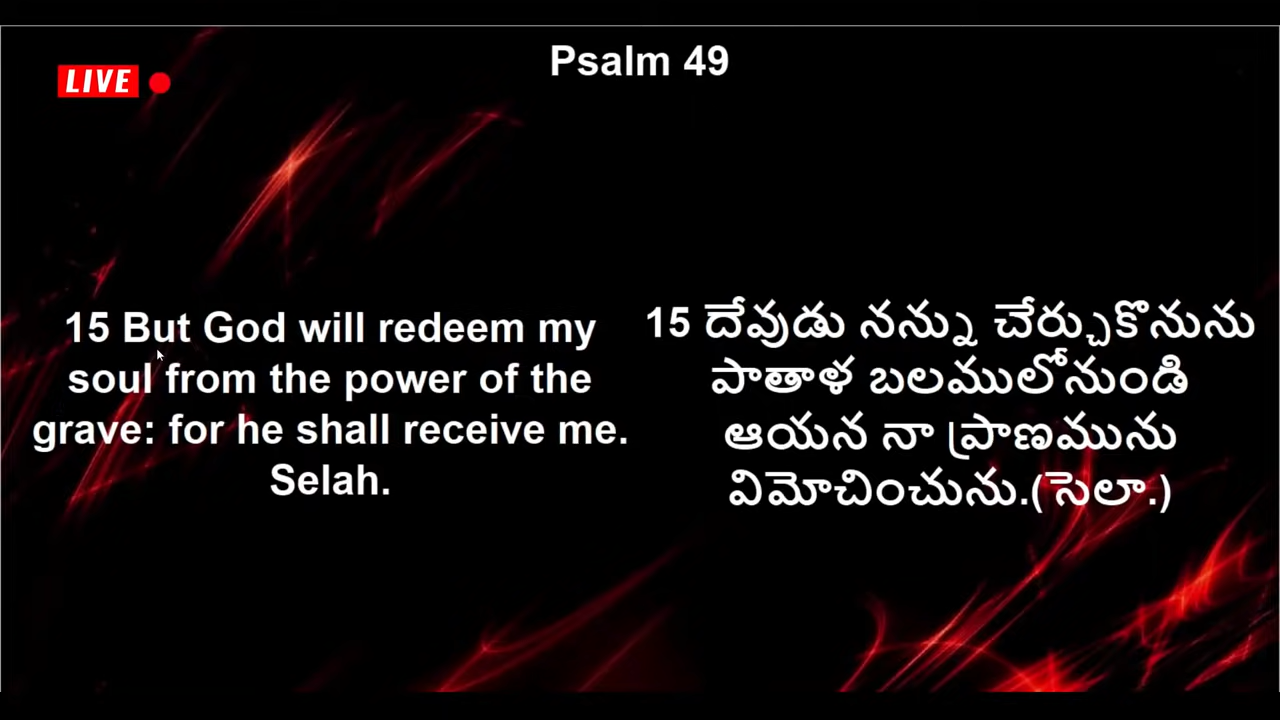 Psalm 49
LIVE
15 But God will redeem my
soul from the power of the
grave: for he shall receive me.
Selah.
15 దేవుడు నన్ను చేర్చుకొనును
పాతాళ బలములోనుండి
ఆయన నా ప్రాణమును
విమోచించును.(సెలా.)